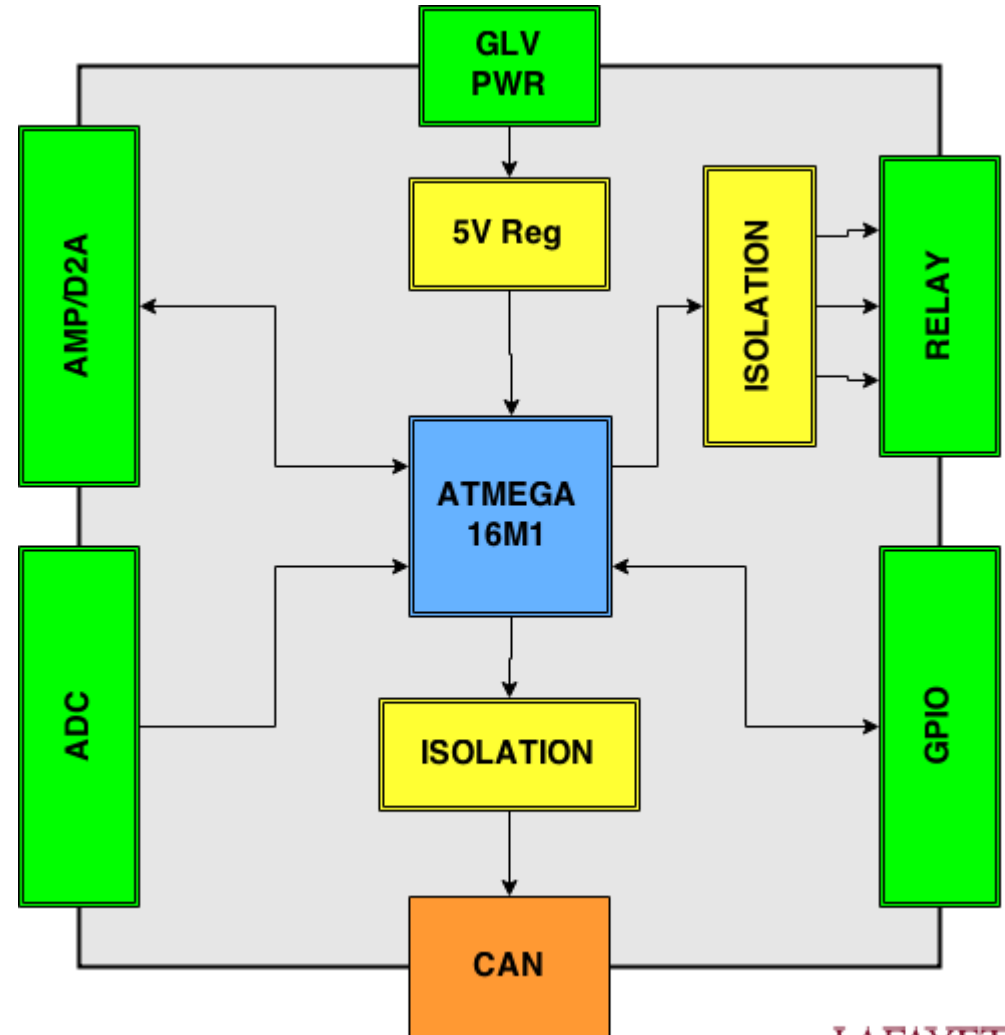 GLV
PWR
AMP/D2A
5V Reg
ISOLATION
RELAY
ATMEGA
16M1
ADC
ISOLATION
GPIO
CAN